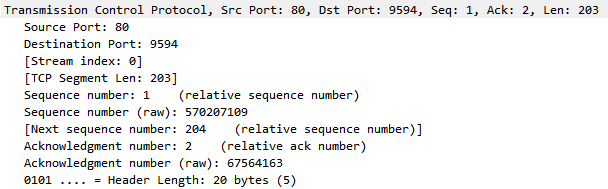 Transmission Control Protocol, Src Port: 80, Dst Port: 9594, Seq: 1, Ack: 2, Len: 203
Source Port: 80
Destination Port: 9594
[Stream index: 0]
[TCP Segment Len: 203]
Sequence number: 1    (relative sequence number)
Sequence number (raw): 570207109
[Next sequence number: 204    (relative sequence number)]
Acknowledgment number: 2    (relative ack number)
Acknowledgment number (raw): 67564163
0101 .... = Header Length: 20 bytes (5)